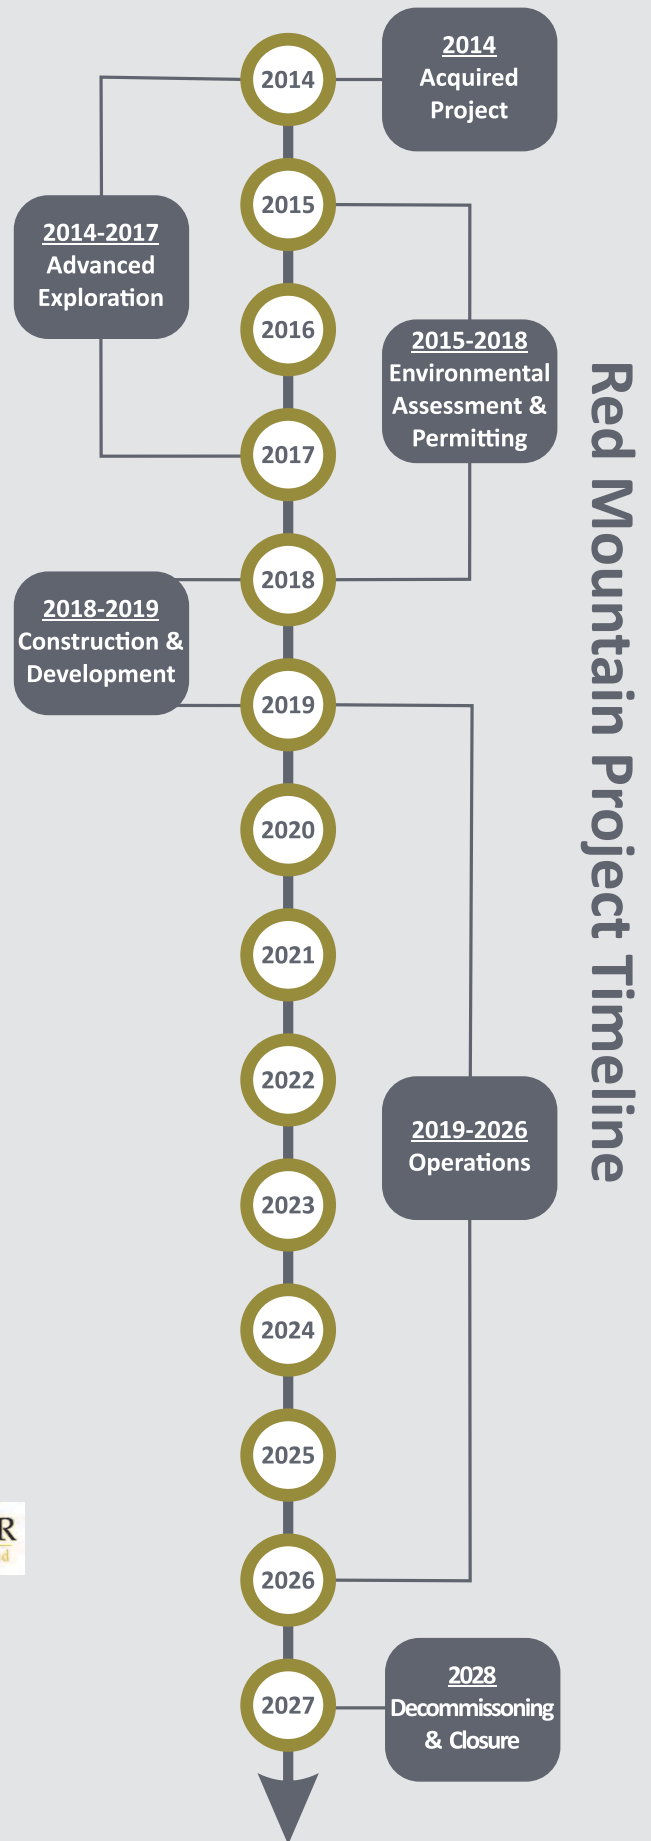 Red Mountain Project Timeline
2014
2014
Acquired
Project
2015
2014-2017
Advanced
Exploration
2016
2015-2018
Environmental
Assessment &
Permitting
2017
2018
2018-2019
Construction &
Development
2019
2020
2021
2022
2019-2026
Operations
2023
2024
2025
R
d
2026
2027
2028
Decommissoning
& Closure